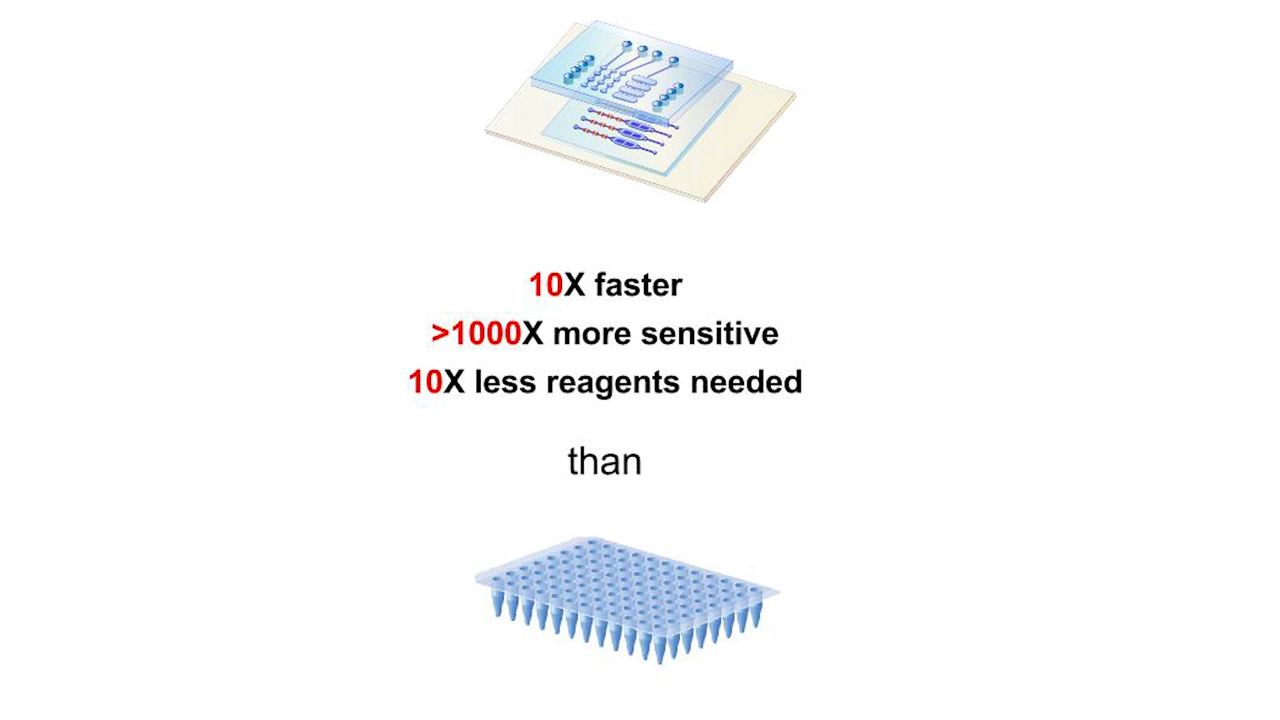 10X faster
>1000X more sensitive
10X less reagents needed
than